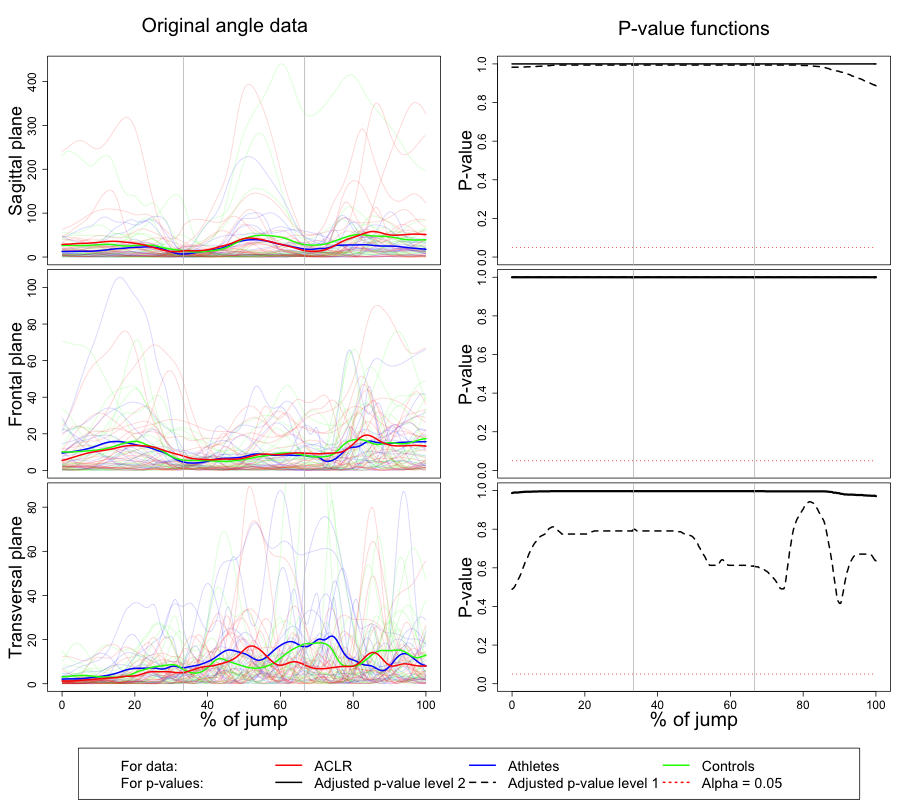 Original angle data
P-value functions
Sagittal plane
0 100 200 300 400
P-value
0.0 0.2 0.4 0.6 0.8 1.0
Frontal plane
0 20 40 60 80 100
P-value
0.0 0.2 0.4 0.6 0.8 1.0
Transversal plane
0 20 40 60 80
P-value
0.0 0.2 0.4 0.6 0.8 1.0
0 20 40 60 80 100
% of jump
0 20 40 60 80 100
% of jump
For data: ACLR Athletes Controls
For p-values: Adjusted p-value level 2 Adjusted p-value level 1 Alpha = 0.05